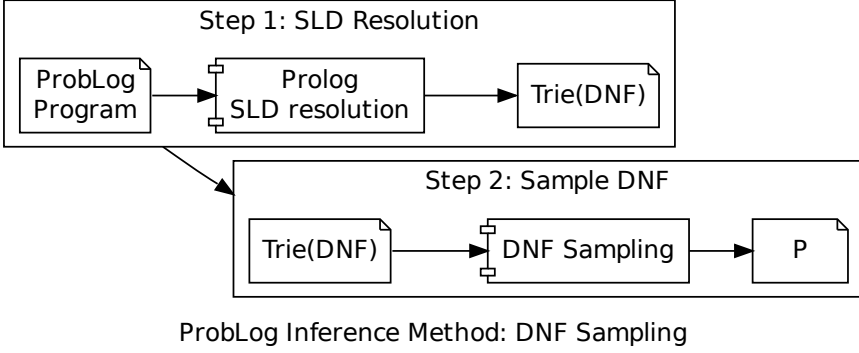 Step 1: SLD Resolution
ProbLog
Program
Prolog
SLD resolution
Trie(DNF)
Step 2: Sample DNF
Trie(DNF)
DNF Sampling
P
ProbLog Inference Method: DNF Sampling